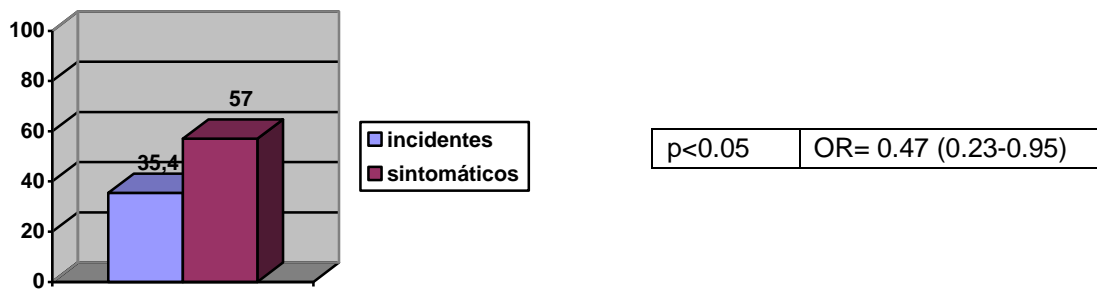 100
80
60
40
20
0
35,4
57
incidentes
sintomáticos
p<0.05 OR= 0.47 (0.23-0.95)